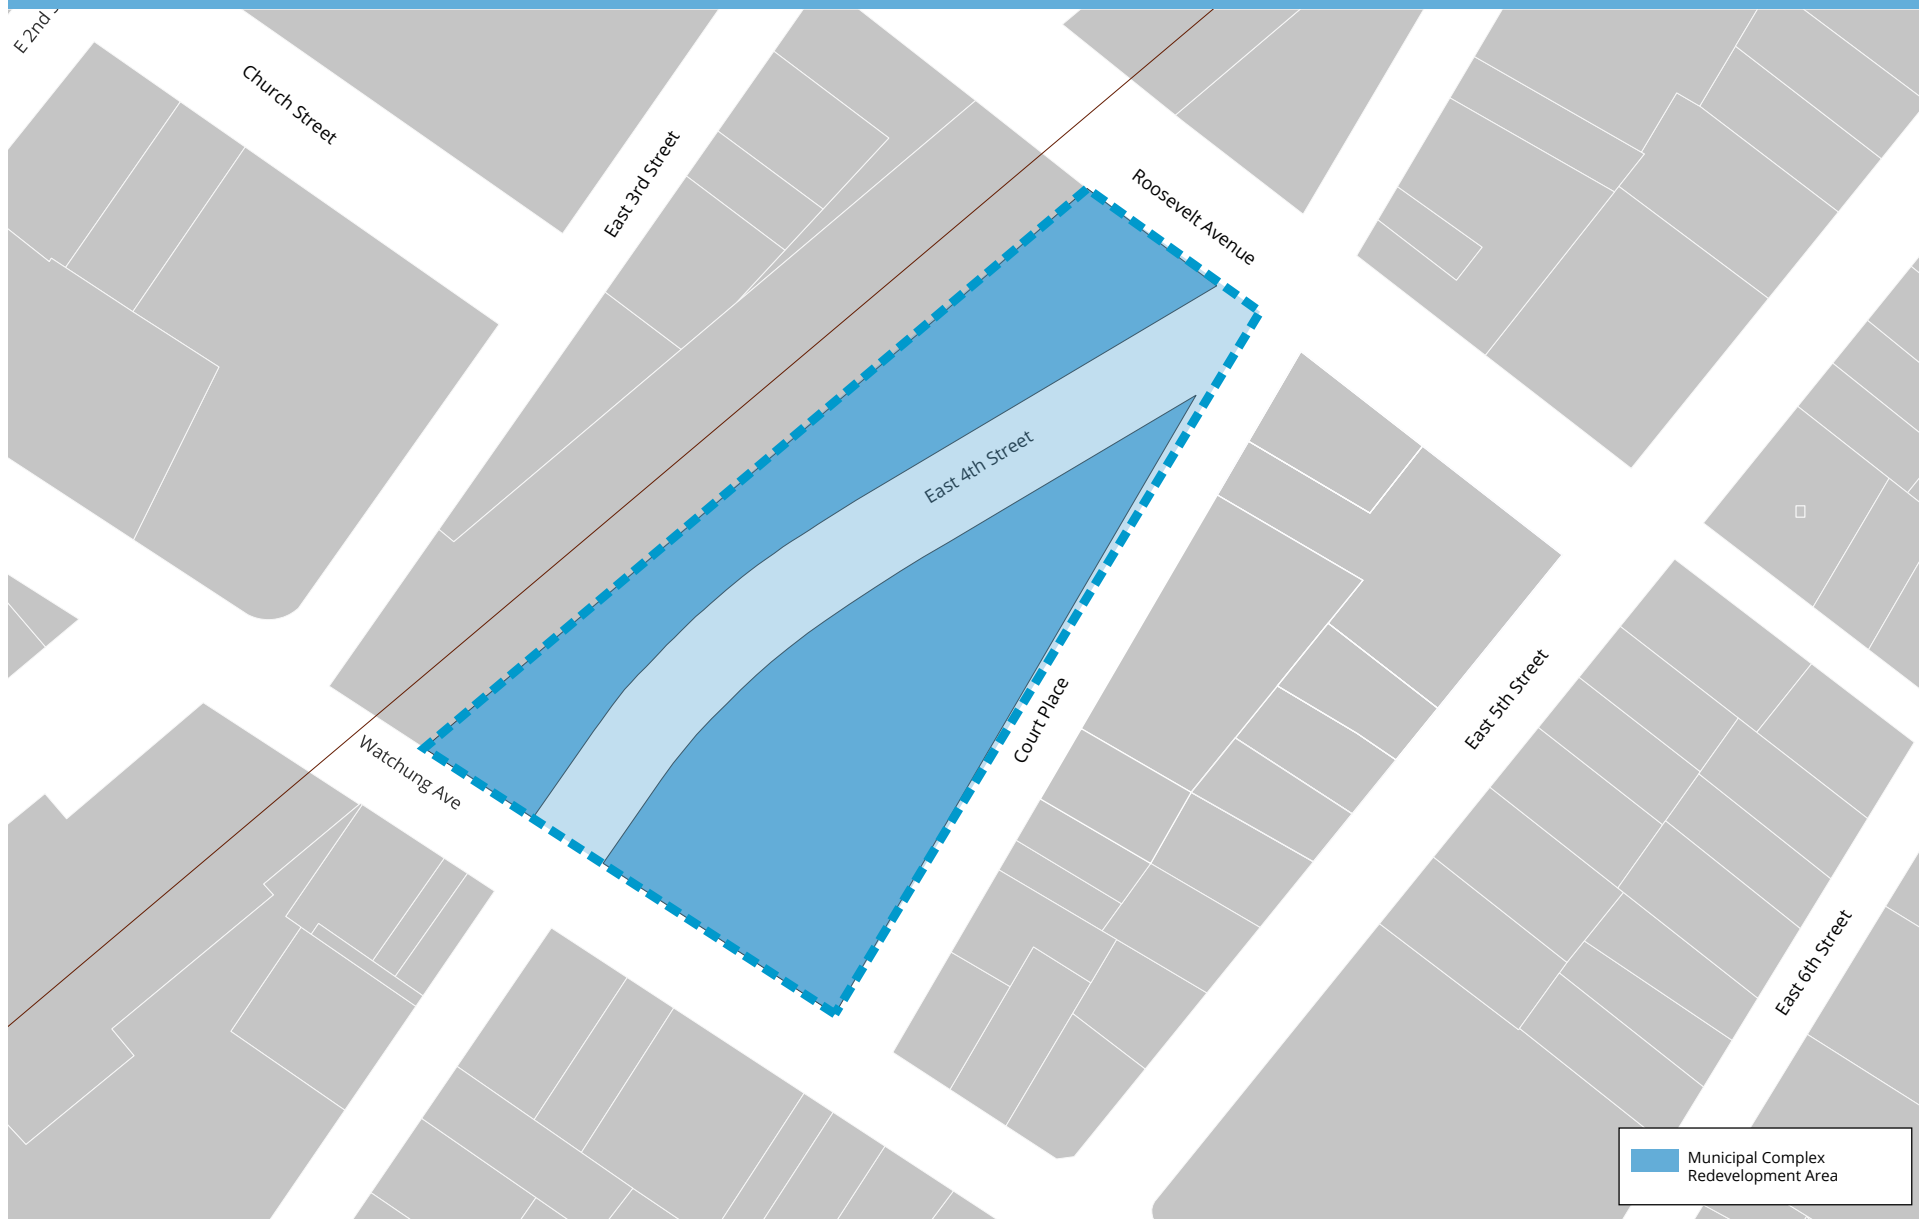 E 2nd
Church Street
East 3rd Street
Roosevelt Avenue
East 4th Street
Court Place
Watchung Ave
East 5th Street
East 6th Street
Municipal Complex
Redevelopment Area